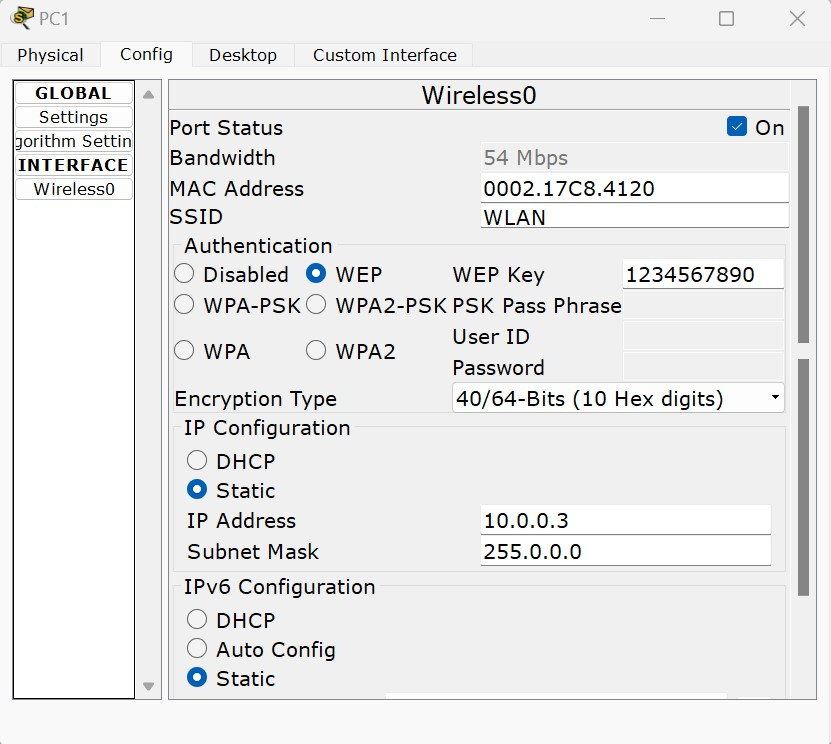 PC1
Physical Config Desktop Custom Interface
GLOBAL
Settings
gorithm Settin
INTERFACE
Wireless0
Wireless0
Port Status On
Bandwidth 54 Mbps
MAC Address 0002.17C8.4120
SSID WLAN
Authentication
Disabled WEP WEP Key 1234567890
WPA-PSK WPA2-PSK PSK Pass Phrase
User ID
WPA WPA2
Password
Encryption Type 40/64-Bits (10 Hex digits)
IP Configuration
DHCP
Static
IP Address 10.0.0.3
Subnet Mask 255.0.0.0
IPv6 Configuration
DHCP
Auto Config
Static